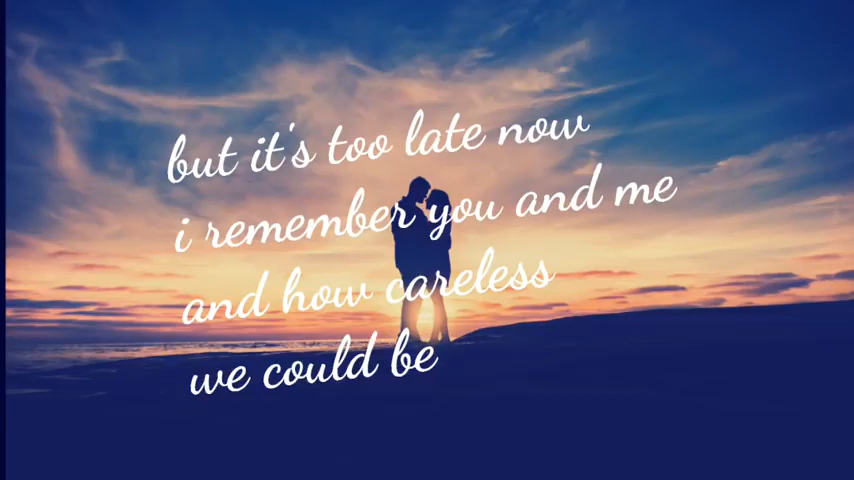 but it's too late now
i remember you and me
and how careless
we could be